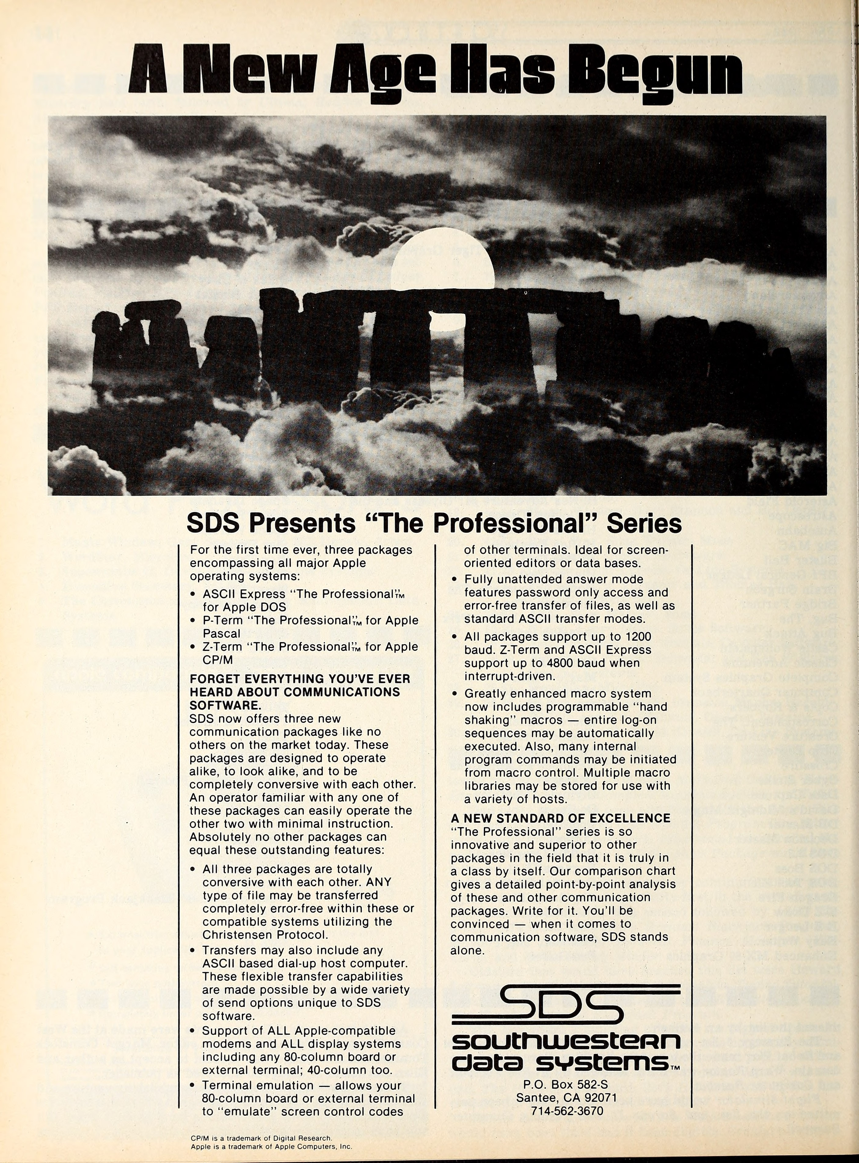 A New Age Has Begun
SDS Presents “The Professional” Series
For the first time ever, three packages
encompassing all major Apple
operating systems:
• ASCII Express “The Professional”™
for Apple DOS
• P-Term “The Professional”™ for Apple
Pascal
• Z-Term “The Professional”™ for Apple
CP/M
FORGET EVERYTHING YOU’VE EVER
HEARD ABOUT COMMUNICATIONS
SOFTWARE.
SDS now offers three new
communication packages like no
others on the market today. These
packages are designed to operate
alike, to look alike, and to be
completely conversive with each other.
An operator familiar with any one of
these packages can easily operate the
other two with minimal instruction.
Absolutely no other packages can
equal these outstanding features:
• All three packages are totally
conversive with each other. ANY
type of file may be transferred
completely error-free within these or
compatible systems utilizing the
Christensen Protocol.
• Transfers may also include any
ASCII based dial-up host computer.
These flexible transfer capabilities
are made possible by a wide variety
of send options unique to SDS
software.
• Support of ALL Apple-compatible
modems and ALL display systems
including any 80-column board or
external terminal; 40-column too.
• Terminal emulation — allows your
80-column board or external terminal
to “emulate” screen control codes
of other terminals. Ideal for screen-
oriented editors or data bases.
• Fully unattended answer mode
features password only access and
error-free transfer of files, as well as
standard ASCII transfer modes.
• All packages support up to 1200
baud. Z-Term and ASCII Express
support up to 4800 baud when
interrupt-driven.
• Greatly enhanced macro system
now includes programmable “hand
shaking” macros — entire log-on
sequences may be automatically
executed. Also, many internal
program commands may be initiated
from macro control. Multiple macro
libraries may be stored for use with
a variety of hosts.
A NEW STANDARD OF EXCELLENCE
“The Professional” series is so
innovative and superior to other
packages in the field that it is truly in
a class by itself. Our comparison chart
gives a detailed point-by-point analysis
of these and other communication
packages. Write for it. You’ll be
convinced — when it comes to
communication software, SDS stands
alone.
SDS
southwestern
data systems™
P.O. Box 582-S
Santee, CA 92071
714-562-3670
CP/M is a trademark of Digital Research.
Apple is a trademark of Apple Computers, Inc.